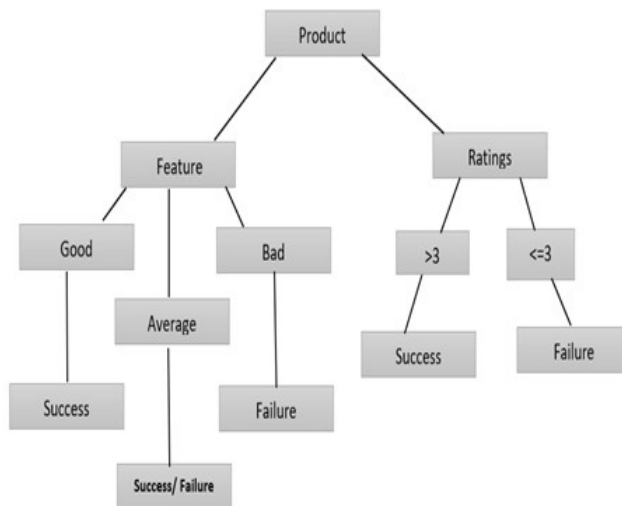 Product
Feature
Ratings
Good
Bad
>3
<=3
Average
Success
Failure
Success
Failure
Success/ Failure